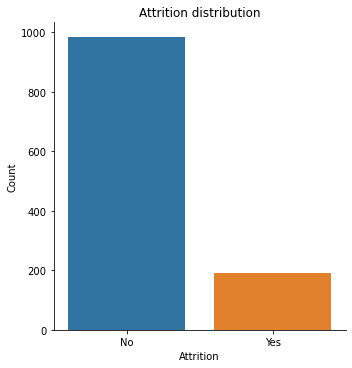 Attrition distribution
1000
800
600
400
200
0
Count
No
Yes
Attrition